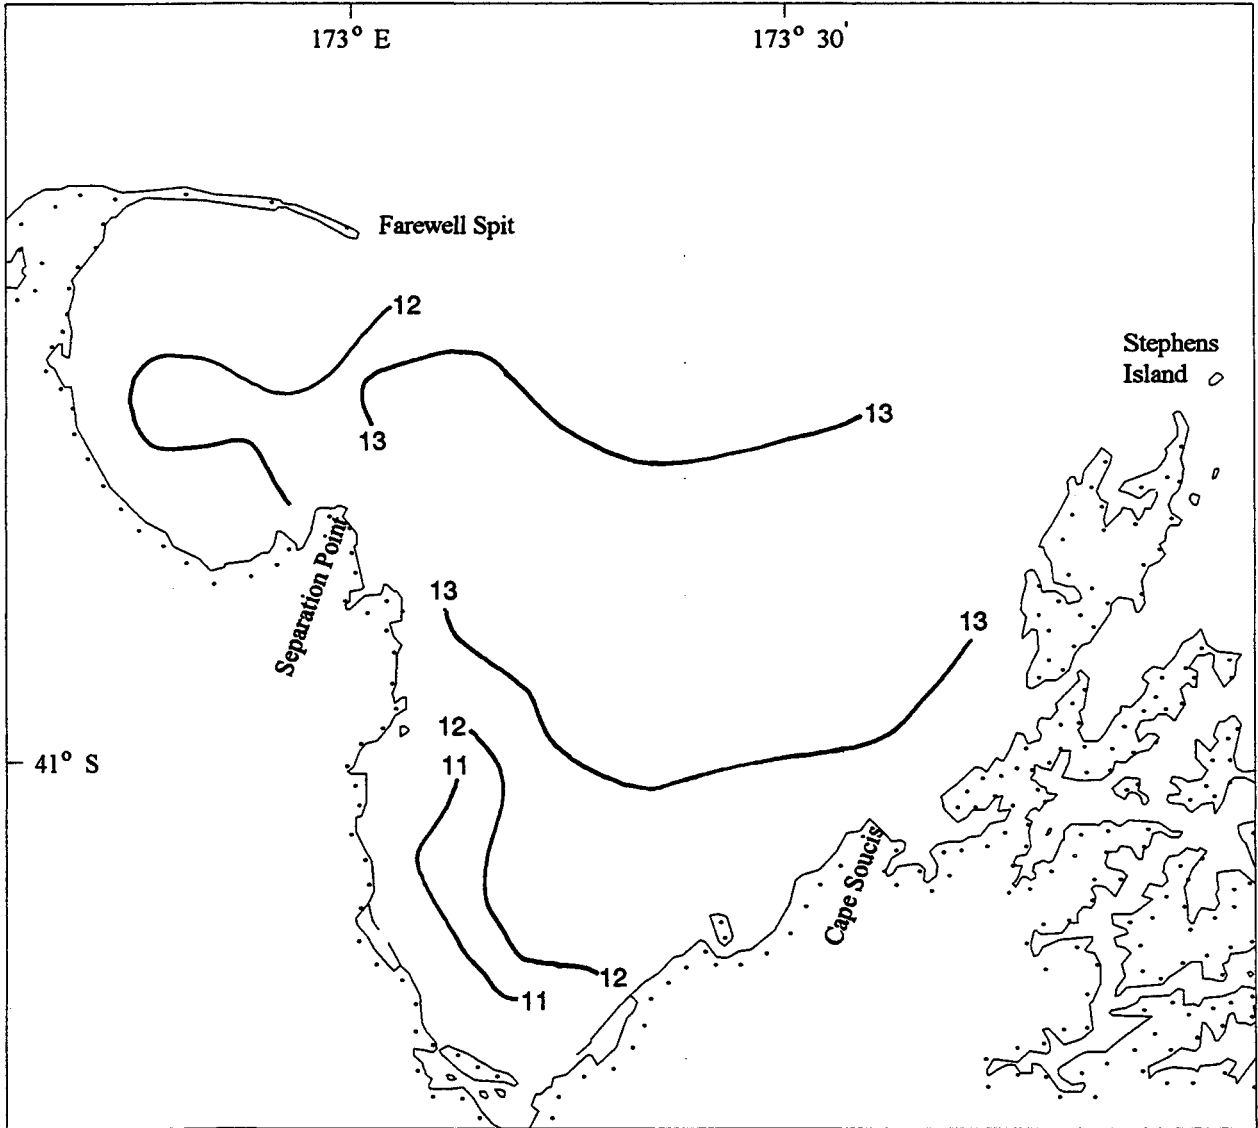 173° E
173° 30'
Farewell Spit
12
Stephens
Island
13
13
Separation Point
13
13
12
41° S
11
Cape Soucis
12
11